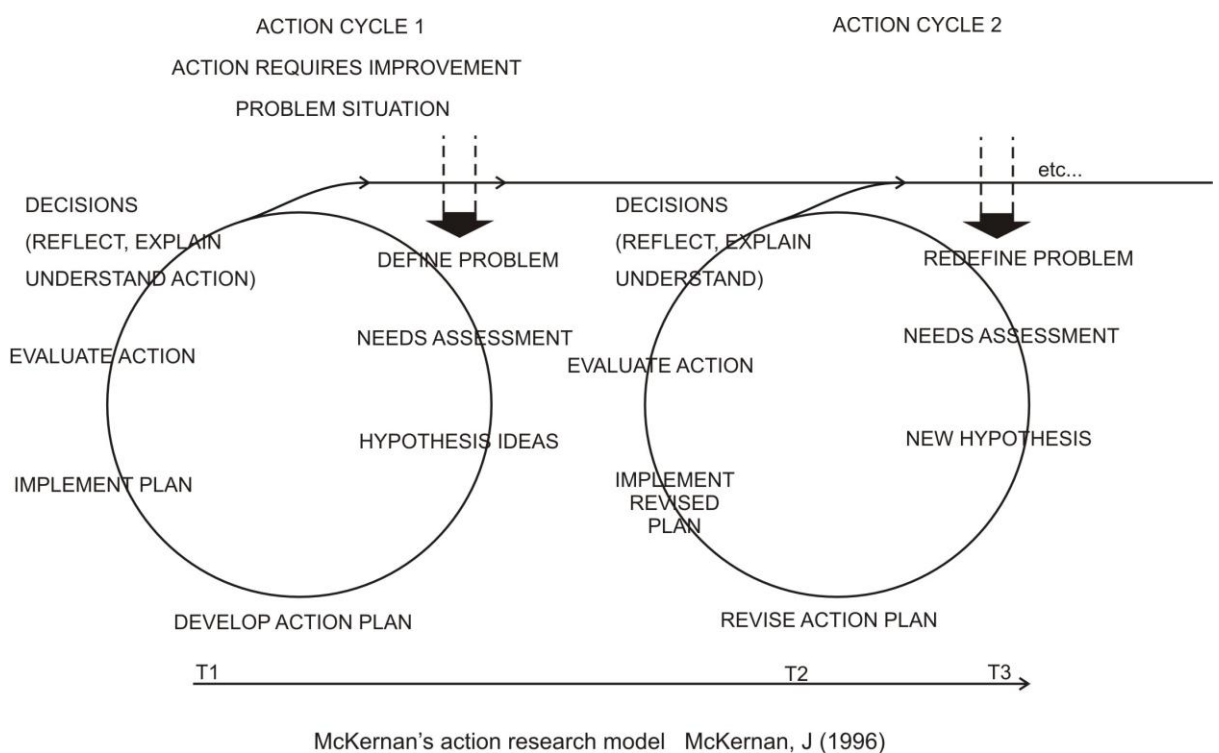 ACTION CYCLE 1
ACTION REQUIRES IMPROVEMENT
PROBLEM SITUATION
DECISIONS
(REFLECT, EXPLAIN
UNDERSTAND ACTION)
DEFINE PROBLEM
NEEDS ASSESSMENT
EVALUATE ACTION
HYPOTHESIS IDEAS
IMPLEMENT PLAN
DEVELOP ACTION PLAN
ACTION CYCLE 2
etc...
DECISIONS
(REFLECT, EXPLAIN
UNDERSTAND)
REDEFINE PROBLEM
NEEDS ASSESSMENT
EVALUATE ACTION
NEW HYPOTHESIS
IMPLEMENT
REVISED
PLAN
REVISE ACTION PLAN
T1
T2
T3
McKernan's action research model McKernan, J (1996)